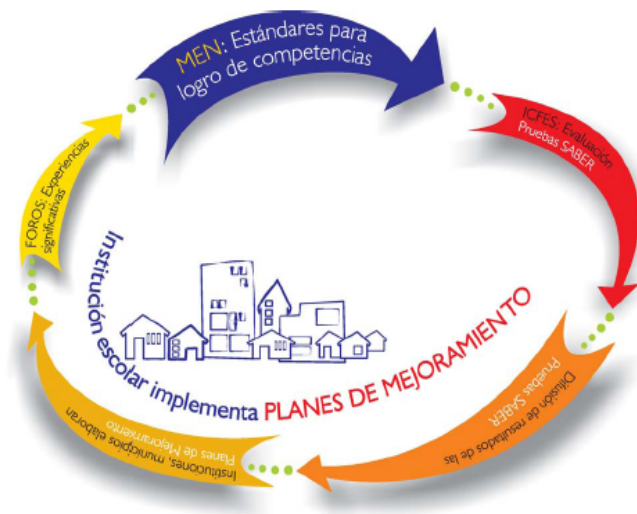 MEN: Estándares para
logro de competencias
ICFES: Evaluación
Pruebas SABER
Difusión de resultados de las
Pruebas SABER
Instituciones, municipios elaboran
Planes de Mejoramiento
FOROS: Experiencias
significativas
Institución escolar implementa PLANES DE MEJORAMIENTO